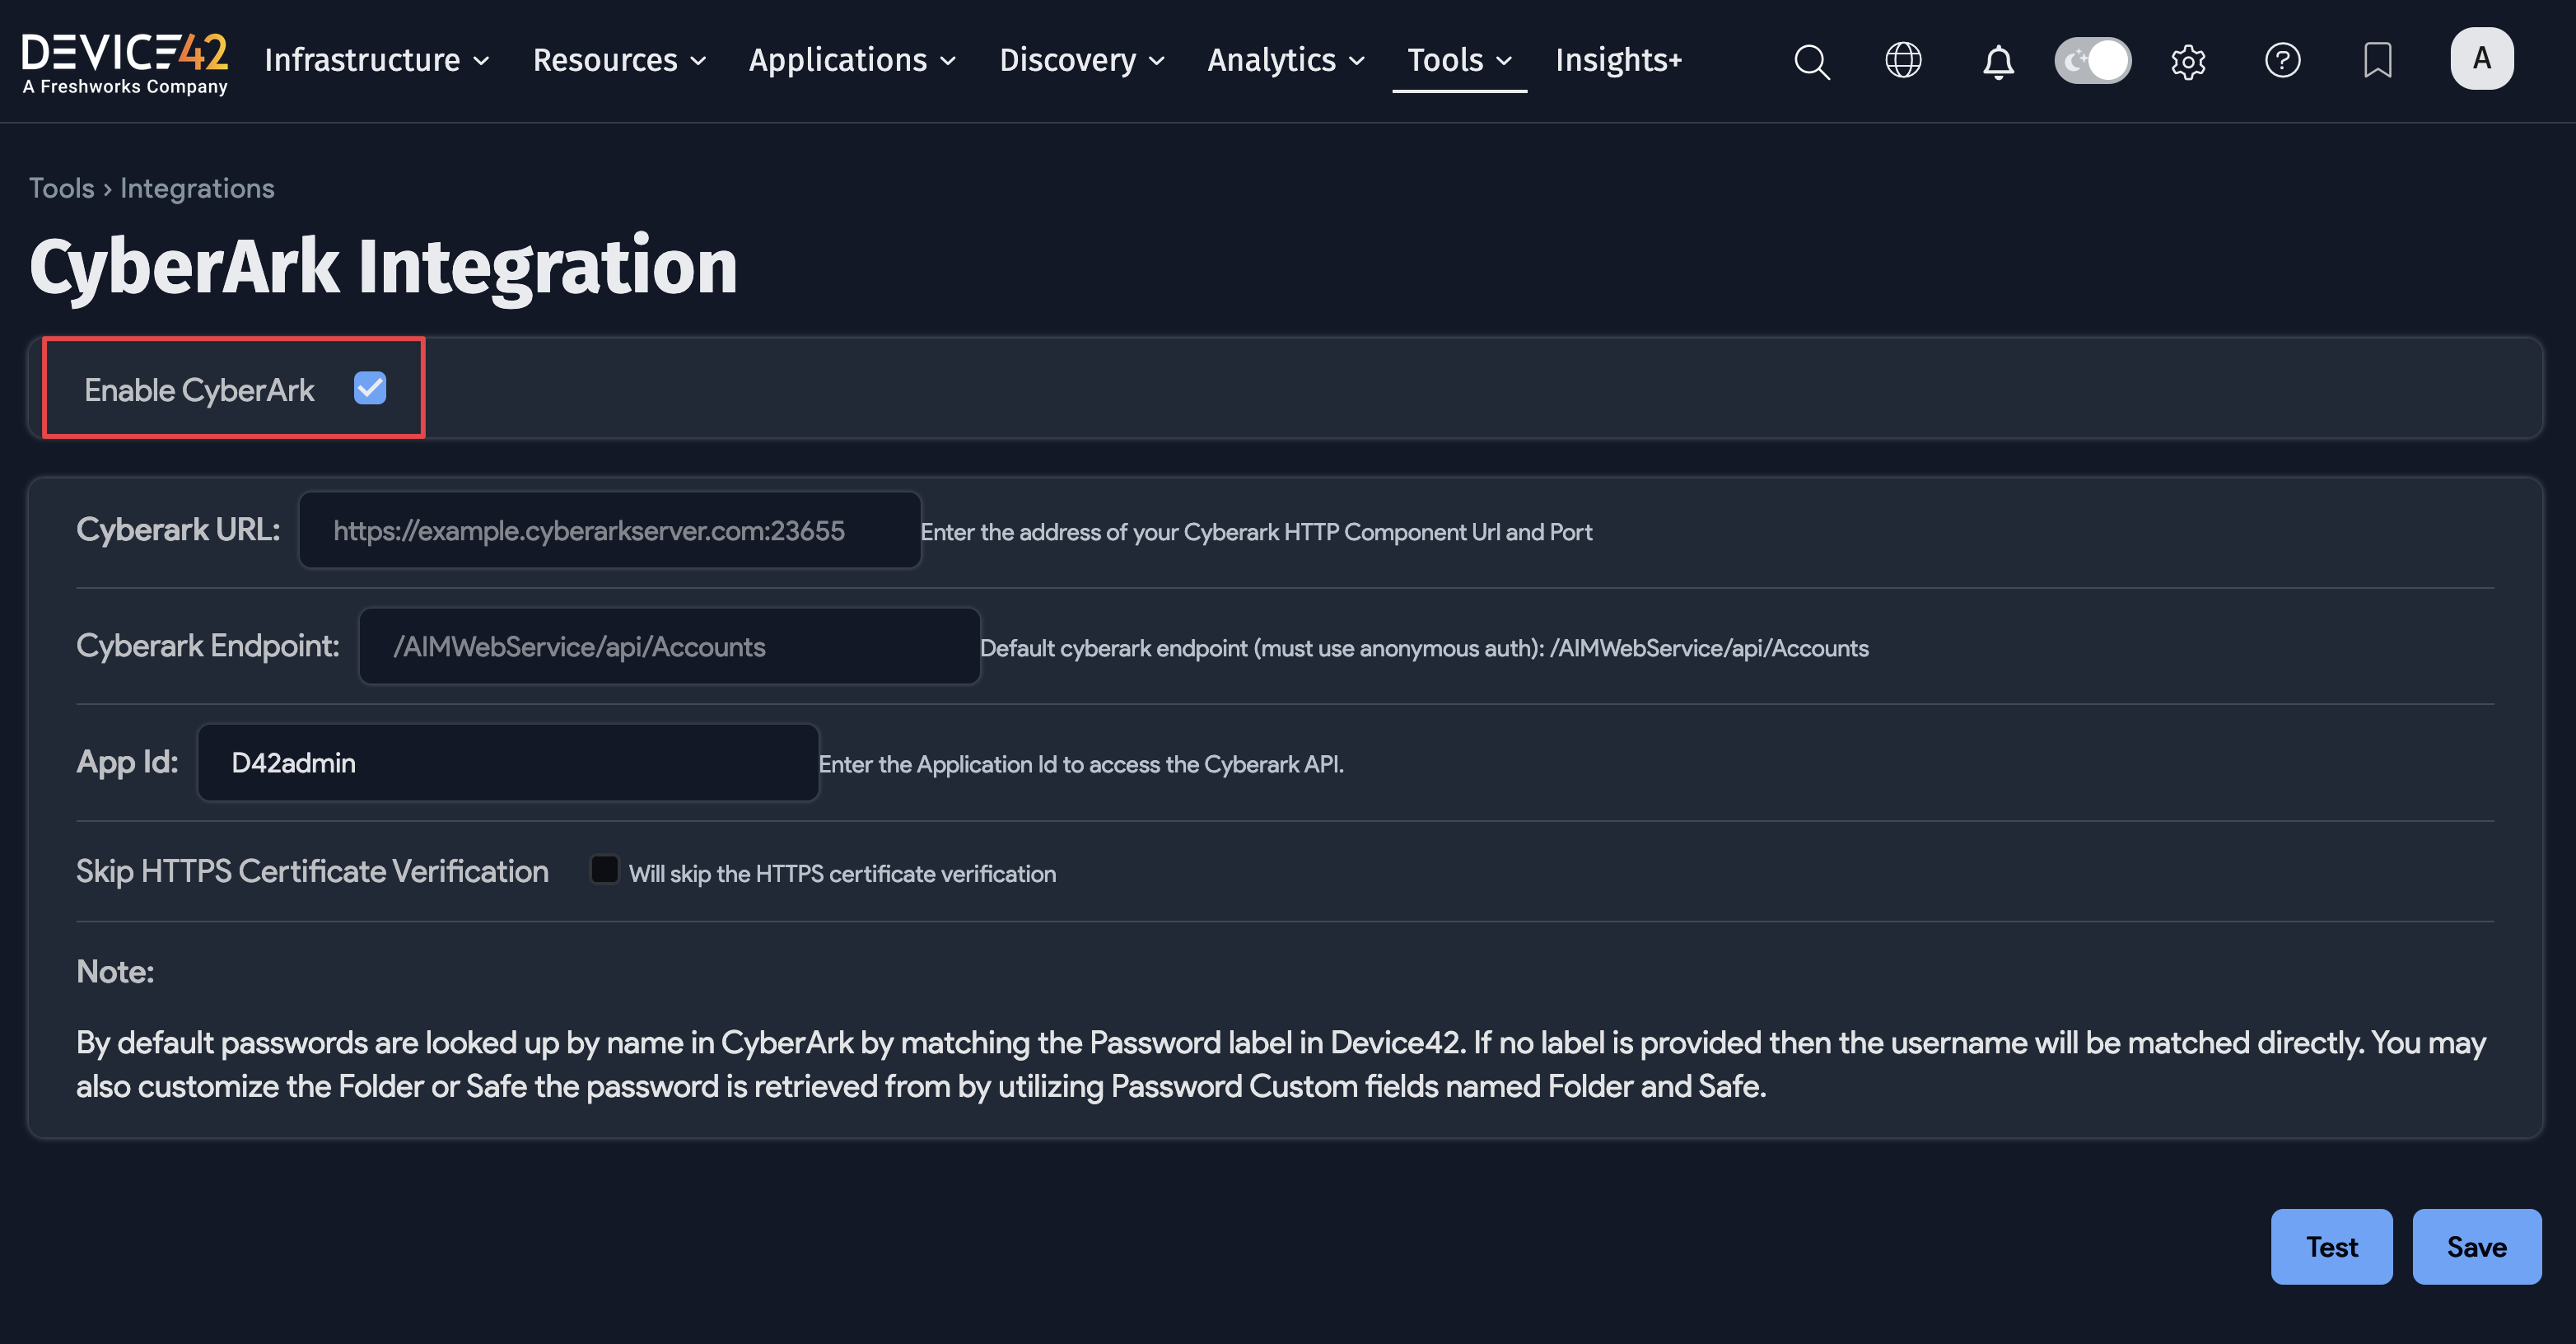 DEVICE42
A Freshworks Company
Infrastructure
Resources
Applications
Discovery
Analytics
Tools
Insights+
A
Tools › Integrations
CyberArk Integration
Enable CyberArk
Cyberark URL: https://example.cyberarkserver.com:23655 Enter the address of your Cyberark HTTP Component Url and Port
Cyberark Endpoint: /AIMWebService/api/Accounts Default cyberark endpoint (must use anonymous auth): /AIMWebService/api/Accounts
App Id: D42admin Enter the Application Id to access the Cyberark API.
Skip HTTPS Certificate Verification Will skip the HTTPS certificate verification
Note:
By default passwords are looked up by name in CyberArk by matching the Password label in Device42. If no label is provided then the username will be matched directly. You may
also customize the Folder or Safe the password is retrieved from by utilizing Password Custom fields named Folder and Safe.
Test
Save